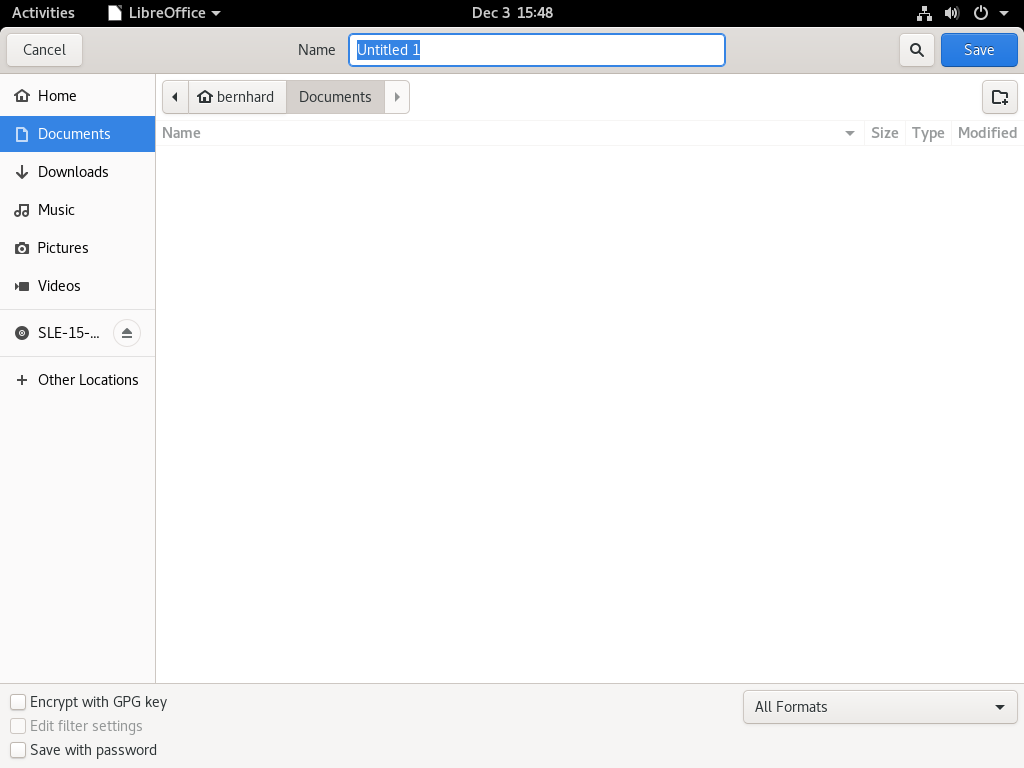 Activities LibreOffice Dec 3 15:48
Cancel Name Untitled 1 Save
Home bernhard Documents
Documents Name Size Type Modified
Downloads
Music
Pictures
Videos
SLE-15-...
Other Locations
Encrypt with GPG key All Formats
Edit filter settings
Save with password